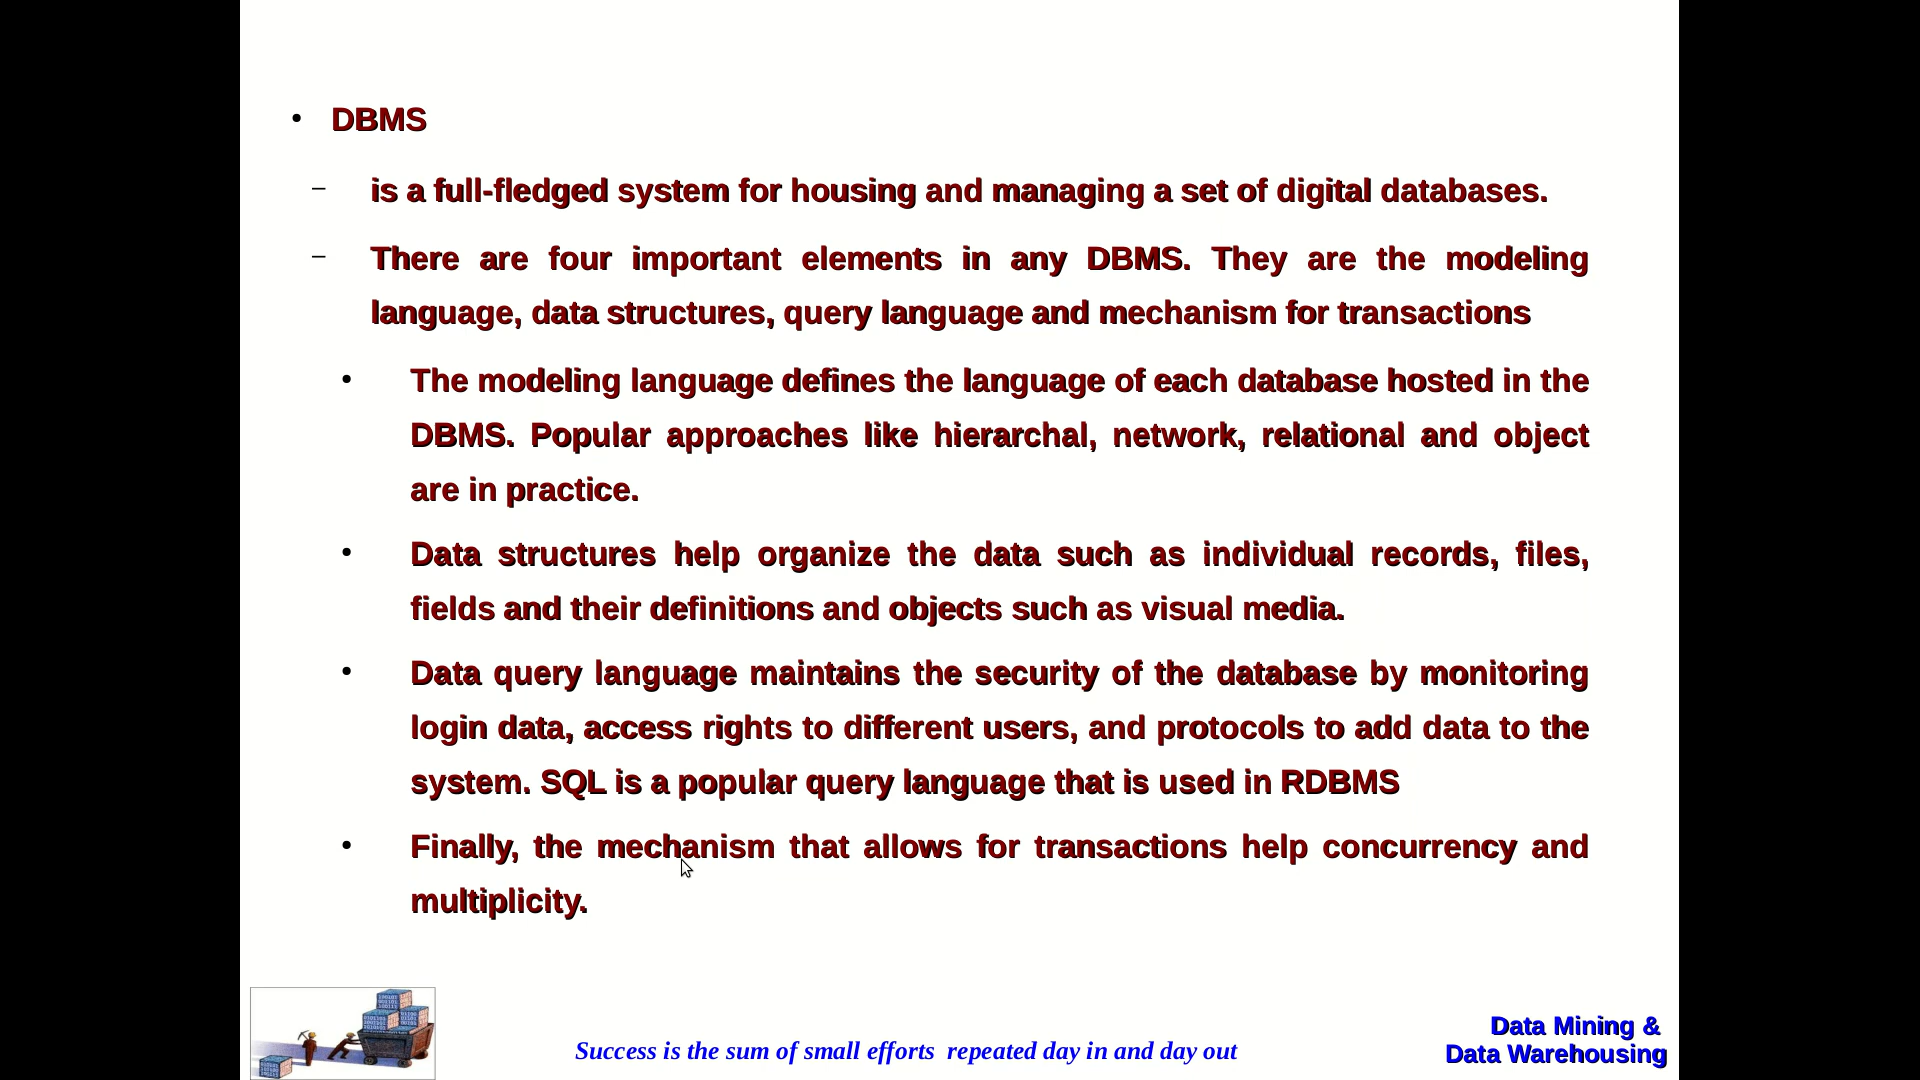 • DBMS
– is a full-fledged system for housing and managing a set of digital databases.
– There are four important elements in any DBMS. They are the modeling
language, data structures, query language and mechanism for transactions
• The modeling language defines the language of each database hosted in the
DBMS. Popular approaches like hierarchal, network, relational and object
are in practice.
• Data structures help organize the data such as individual records, files,
fields and their definitions and objects such as visual media.
• Data query language maintains the security of the database by monitoring
login data, access rights to different users, and protocols to add data to the
system. SQL is a popular query language that is used in RDBMS
• Finally, the mechanism that allows for transactions help concurrency and
multiplicity.
Success is the sum of small efforts repeated day in and day out
Data Mining &
Data Warehousing